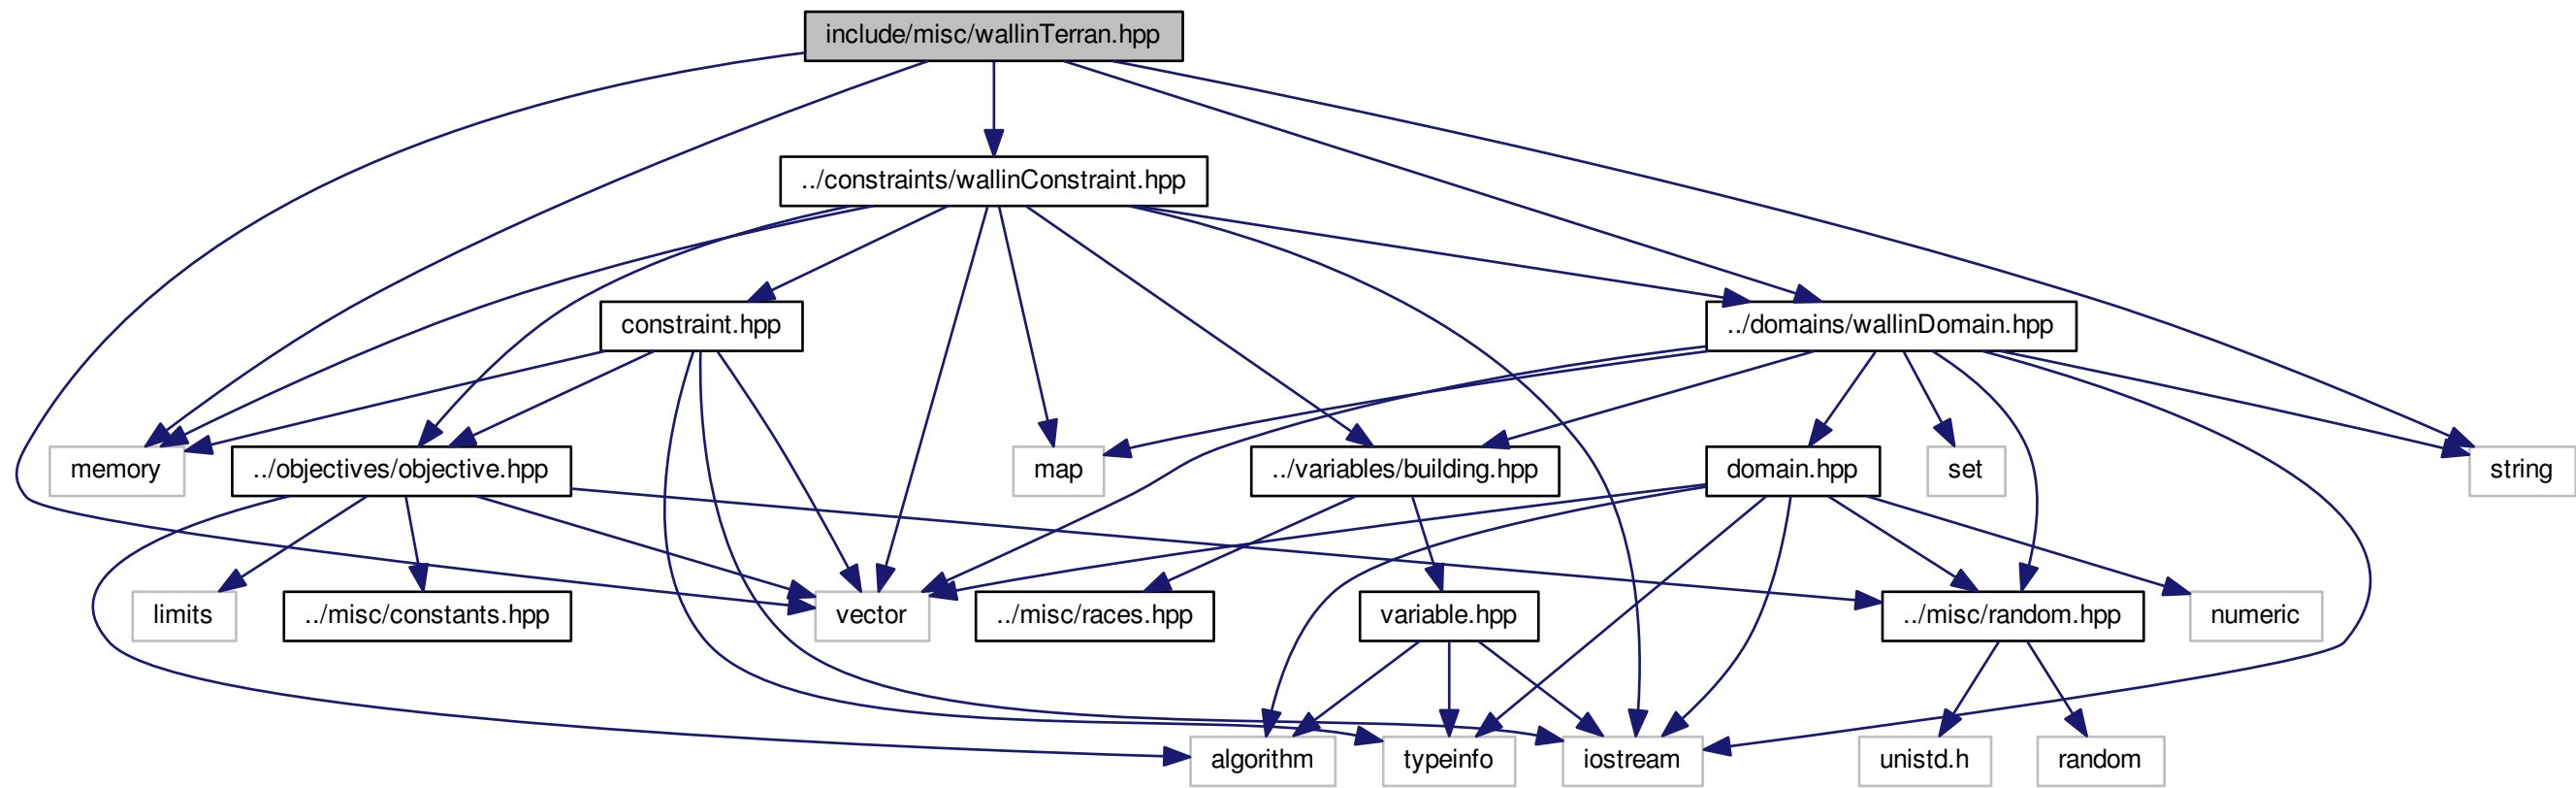 include/misc/wallinTerran.hpp
../constraints/wallinConstraint.hpp
constraint.hpp
../domains/wallinDomain.hpp
memory
../objectives/objective.hpp
map
../variables/building.hpp
domain.hpp
set
string
limits
../misc/constants.hpp
vector
../misc/races.hpp
variable.hpp
../misc/random.hpp
numeric
algorithm
typeinfo
iostream
unistd.h
random